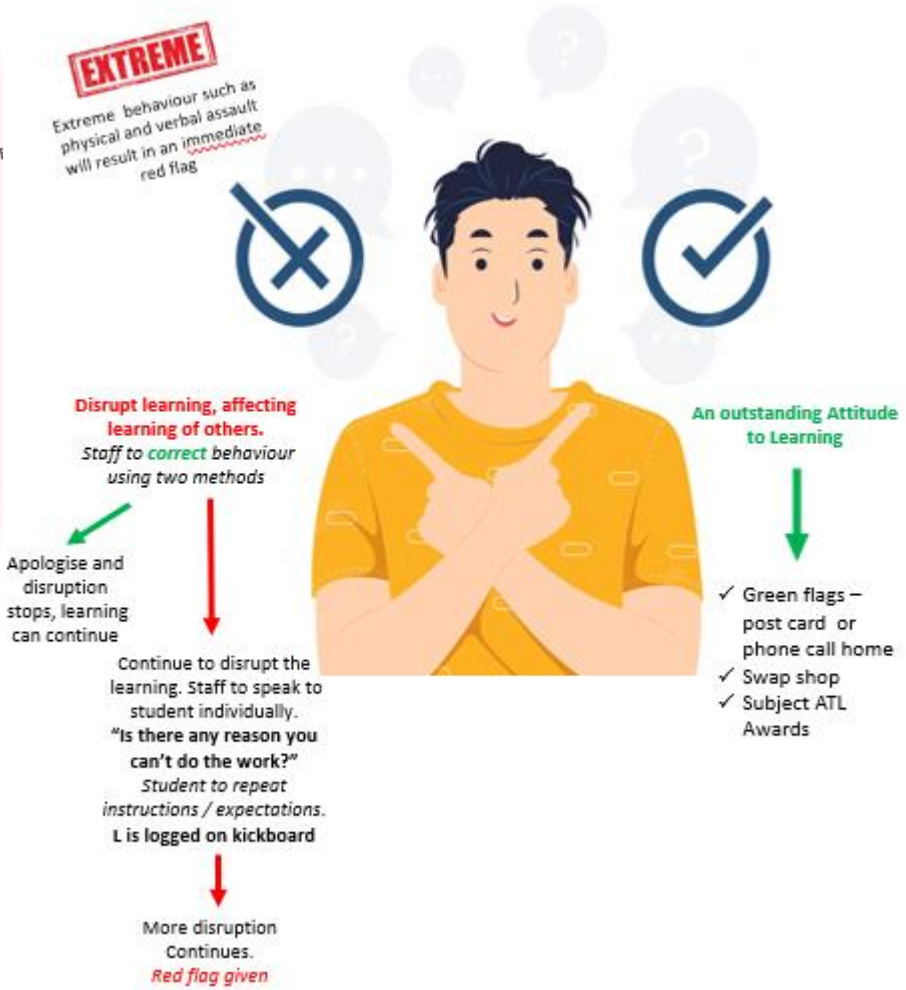 EXTREME
Extreme behaviour such as
physical and verbal assault
will result in an immediate
red flag
Disrupt learning, affecting
learning of others.
Staff to correct behaviour
using two methods
Apologise and
disruption
stops, learning
can continue
Continue to disrupt the
learning. Staff to speak to
student individually.
“Is there any reason you
can’t do the work?”
Student to repeat
instructions / expectations.
L is logged on kickboard
More disruption
Continues.
Red flag given
An outstanding Attitude
to Learning
✓ Green flags –
post card or
phone call home
✓ Swap shop
✓ Subject ATL
Awards